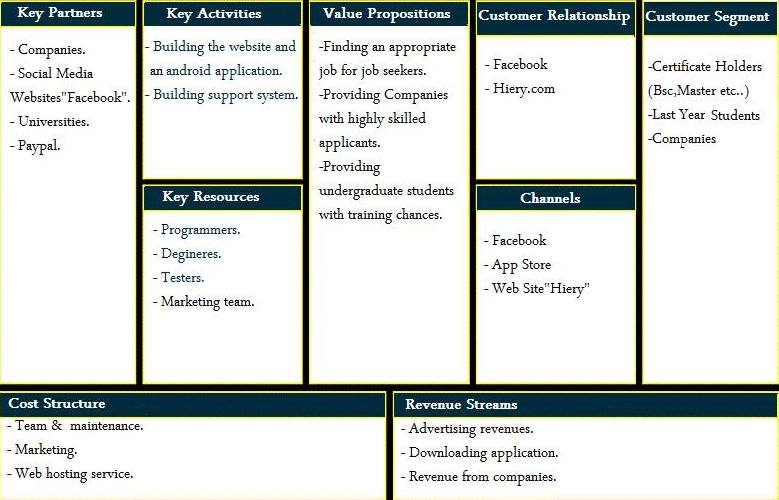 Key Partners
- Companies.
- Social Media
Websites"Facebook".
- Universities.
- Paypal.
Key Activities
- Building the website and
an android application.
- Building support system.
Key Resources
- Programmers.
- Degineres.
- Testers.
- Marketing team.
Value Propositions
-Finding an appropriate
job for job seekers.
-Providing Companies
with highly skilled
applicants.
-Providing
undergraduate students
with training chances.
Customer Relationship
- Facebook
- Hiery.com
Channels
- Facebook
- App Store
- Web Site"Hiery"
Customer Segment
-Certificate Holders
(Bsc,Master etc..)
-Last Year Students
-Companies
Cost Structure
- Team & maintenance.
- Marketing.
- Web hosting service.
Revenue Streams
- Advertising revenues.
- Downloading application.
- Revenue from companies.